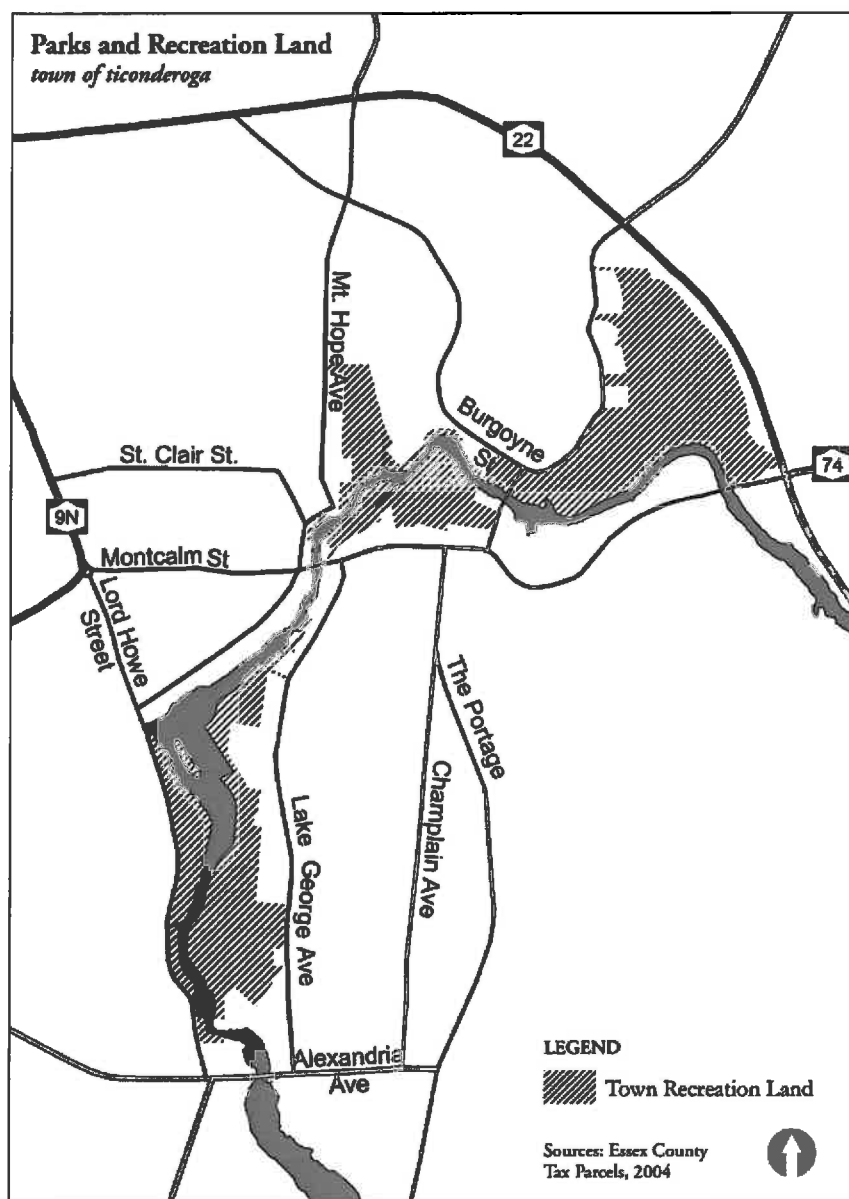 Parks and Recreation Land
town of ticonderoga
22
Mt. Hope Ave
Burgoyne
St
74
St. Clair St.
9N
Montcalm St
Lord Howe
Street
The Portage
Champlain Ave
Lake George Ave
Alexandria
Ave
LEGEND
Town Recreation Land
Sources: Essex County
Tax Parcels, 2004